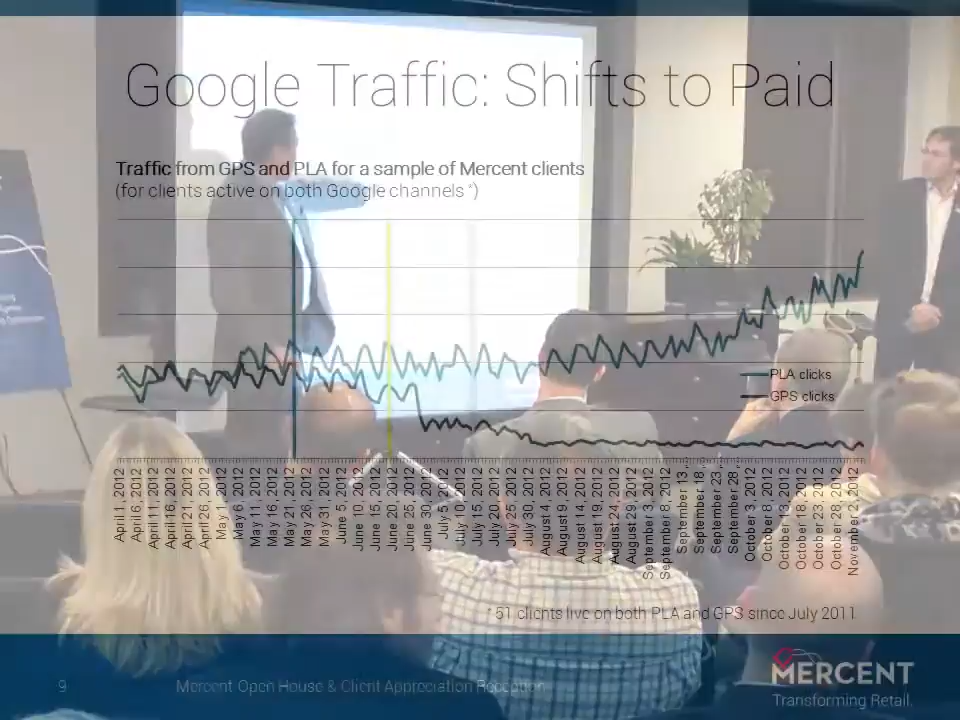 Google Traffic: Shifts to Paid
Traffic from GPS and PLA for a sample of Mercent clients
(for clients active on both Google channels *)
PLA clicks
GPS clicks
April 1, 2012
April 6, 2012
April 11, 2012
April 16, 2012
April 21, 2012
April 26, 2012
May 1, 2012
May 6, 2012
May 11, 2012
May 16, 2012
May 21, 2012
May 26, 2012
May 31, 2012
June 5, 2012
June 10, 2012
June 15, 2012
June 20, 2012
June 25, 2012
June 30, 2012
July 5, 2012
July 10, 2012
July 15, 2012
July 20, 2012
July 25, 2012
July 30, 2012
August 4, 2012
August 9, 2012
August 14, 2012
August 19, 2012
August 24, 2012
August 29, 2012
September 3, 2012
September 8, 2012
September 13,
September 18,
September 23,
September 28,
October 3, 2012
October 8, 2012
October 13, 2012
October 18, 2012
October 23, 2012
October 28, 2012
November 2, 2012
* 51 clients live on both PLA and GPS since July 2011
9
Mercent Open House & Client Appreciation Reception
MERCENT
Transforming Retail.